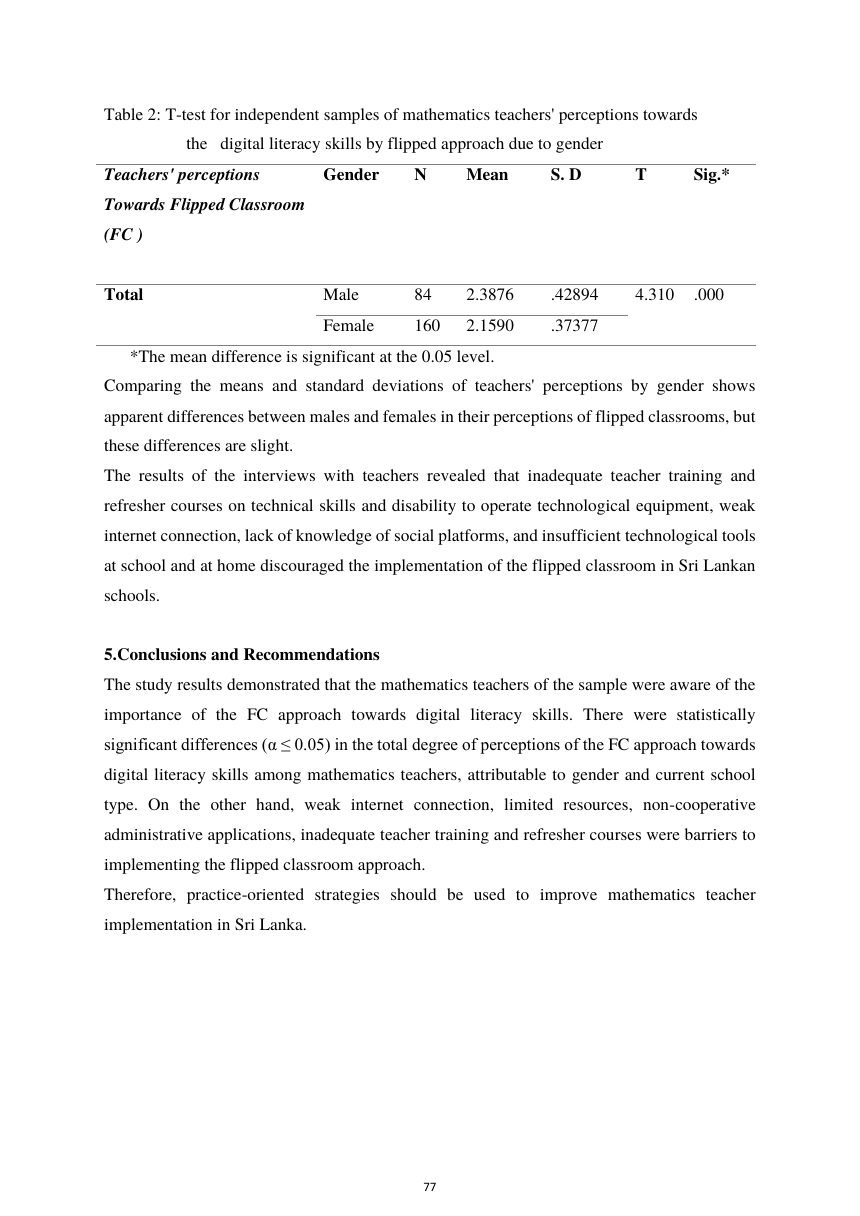 Table 2: T-test for independent samples of mathematics teachers' perceptions towards
the digital literacy skills by flipped approach due to gender
Teachers' perceptions Gender N Mean S. D T Sig.*
Towards Flipped Classroom
(FC )
Total Male 84 2.3876 .42894 4.310 .000
Female 160 2.1590 .37377
*The mean difference is significant at the 0.05 level.
Comparing the means and standard deviations of teachers' perceptions by gender shows
apparent differences between males and females in their perceptions of flipped classrooms, but
these differences are slight.
The results of the interviews with teachers revealed that inadequate teacher training and
refresher courses on technical skills and disability to operate technological equipment, weak
internet connection, lack of knowledge of social platforms, and insufficient technological tools
at school and at home discouraged the implementation of the flipped classroom in Sri Lankan
schools.
5.Conclusions and Recommendations
The study results demonstrated that the mathematics teachers of the sample were aware of the
importance of the FC approach towards digital literacy skills. There were statistically
significant differences (α ≤ 0.05) in the total degree of perceptions of the FC approach towards
digital literacy skills among mathematics teachers, attributable to gender and current school
type. On the other hand, weak internet connection, limited resources, non-cooperative
administrative applications, inadequate teacher training and refresher courses were barriers to
implementing the flipped classroom approach.
Therefore, practice-oriented strategies should be used to improve mathematics teacher
implementation in Sri Lanka.
77